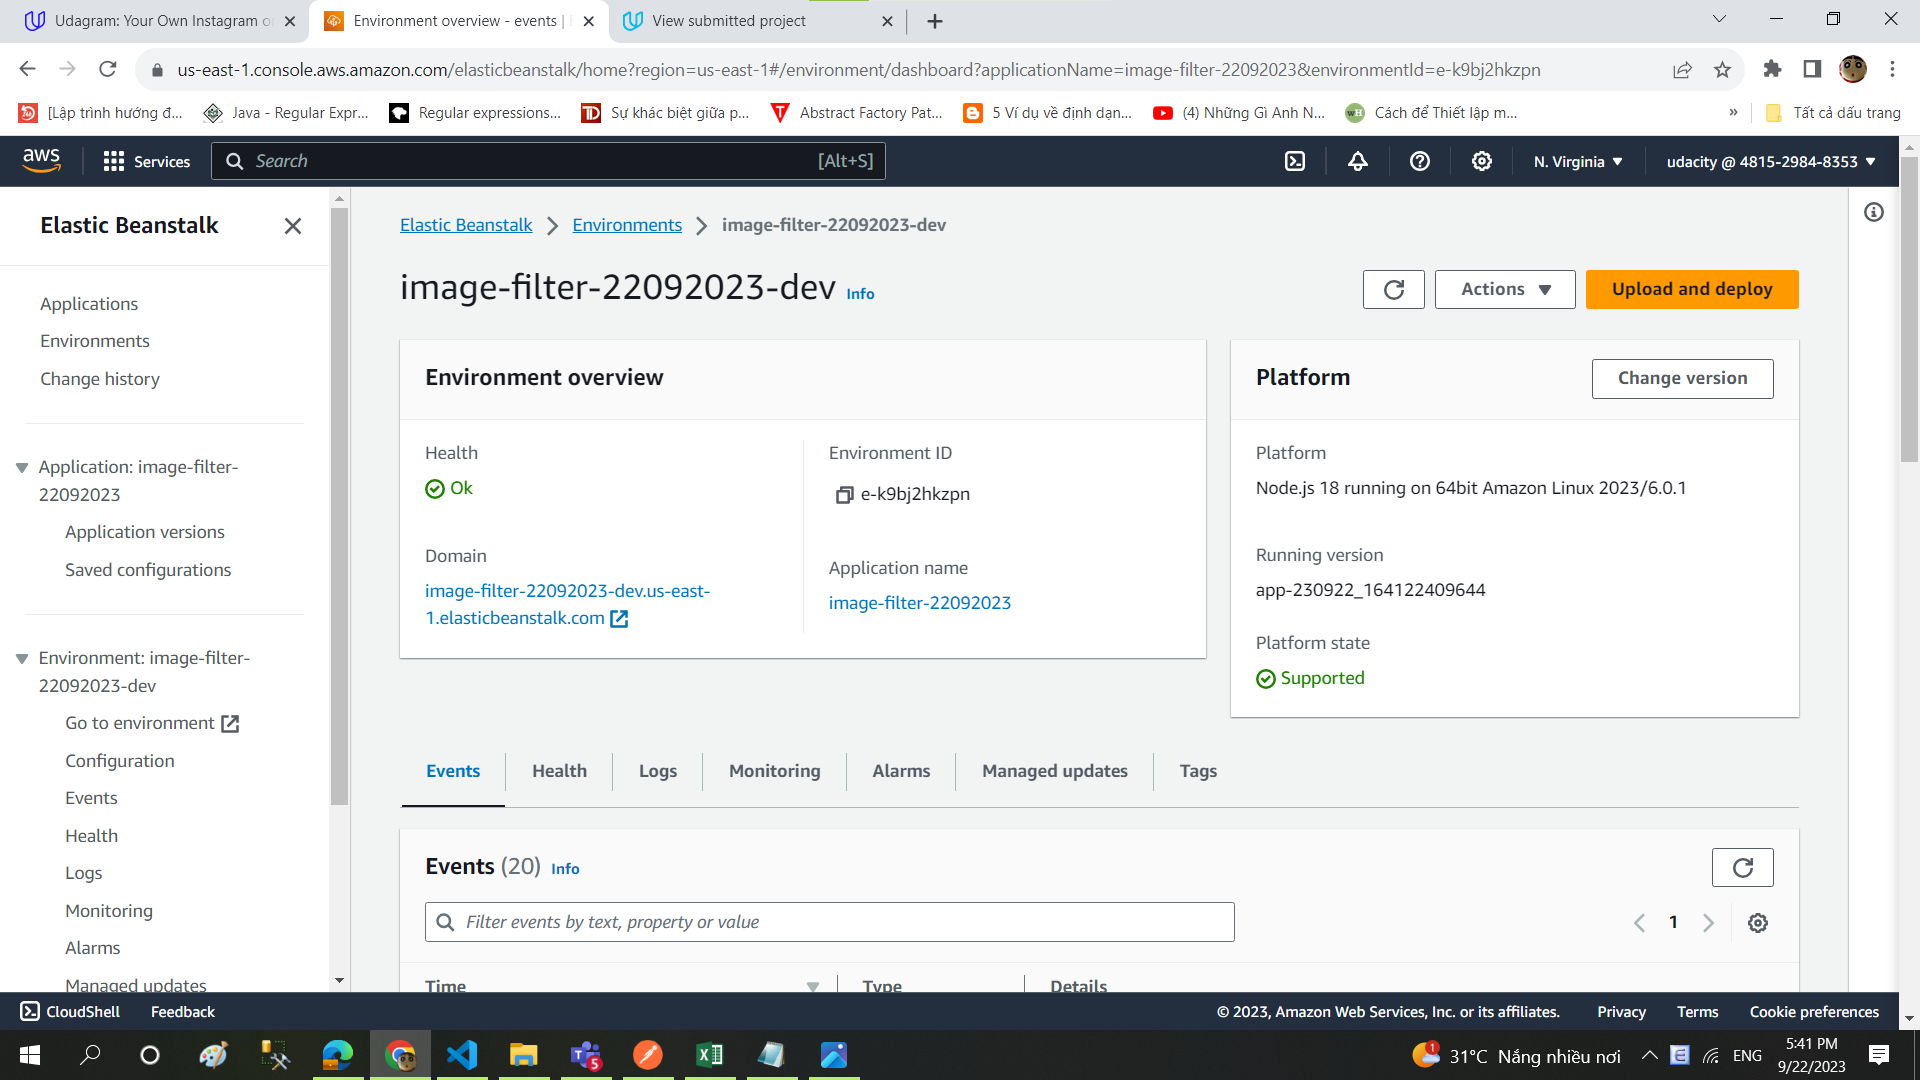 Udagram: Your Own Instagram o
Environment overview - events |
View submitted project
us-east-1.console.aws.amazon.com/elasticbeanstalk/home?region=us-east-1#/environment/dashboard?applicationName=image-filter-22092023&environmentId=e-k9bj2hkzpn
[Lập trình hướng đ...
Java - Regular Expr...
Regular expressions...
Sự khác biệt giữa p...
Abstract Factory Pat...
5 Ví dụ về định dạn...
(4) Những Gì Anh N...
Cách để Thiết lập m...
»
Tất cả dấu trang
aws
Services
Search
[Alt+S]
N. Virginia
udacity @ 4815-2984-8353
Elastic Beanstalk
Applications
Environments
Change history
Application: image-filter-
22092023
Application versions
Saved configurations
Environment: image-filter-
22092023-dev
Go to environment
Configuration
Events
Health
Logs
Monitoring
Alarms
Managed updates
Elastic Beanstalk
Environments
image-filter-22092023-dev
image-filter-22092023-dev Info
Actions
Upload and deploy
Environment overview
Health
Ok
Domain
image-filter-22092023-dev.us-east-
1.elasticbeanstalk.com
Environment ID
e-k9bj2hkzpn
Application name
image-filter-22092023
Platform
Change version
Platform
Node.js 18 running on 64bit Amazon Linux 2023/6.0.1
Running version
app-230922_164122409644
Platform state
Supported
Events
Health
Logs
Monitoring
Alarms
Managed updates
Tags
Events (20) Info
Filter events by text, property or value
1
Time
Type
Details
CloudShell
Feedback
© 2023, Amazon Web Services, Inc. or its affiliates.
Privacy
Terms
Cookie preferences
5
1
31°C Nắng nhiều nơi
ENG
5:41 PM
9/22/2023